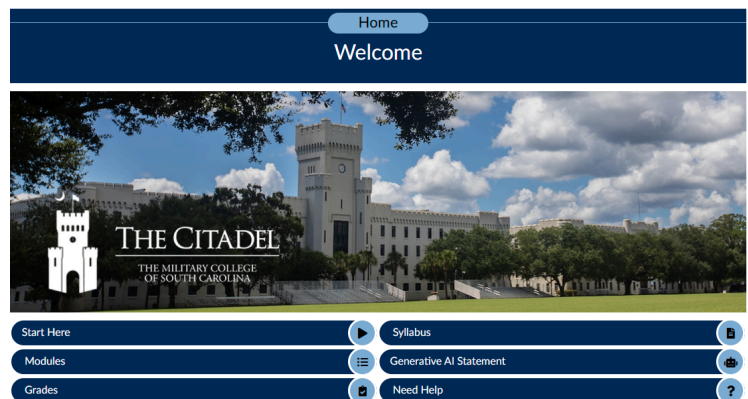 Home
Welcome
THE CITADEL
THE MILITARY COLLEGE
OF SOUTH CAROLINA
Start Here
Syllabus
Modules
Generative AI Statement
Grades
Need Help